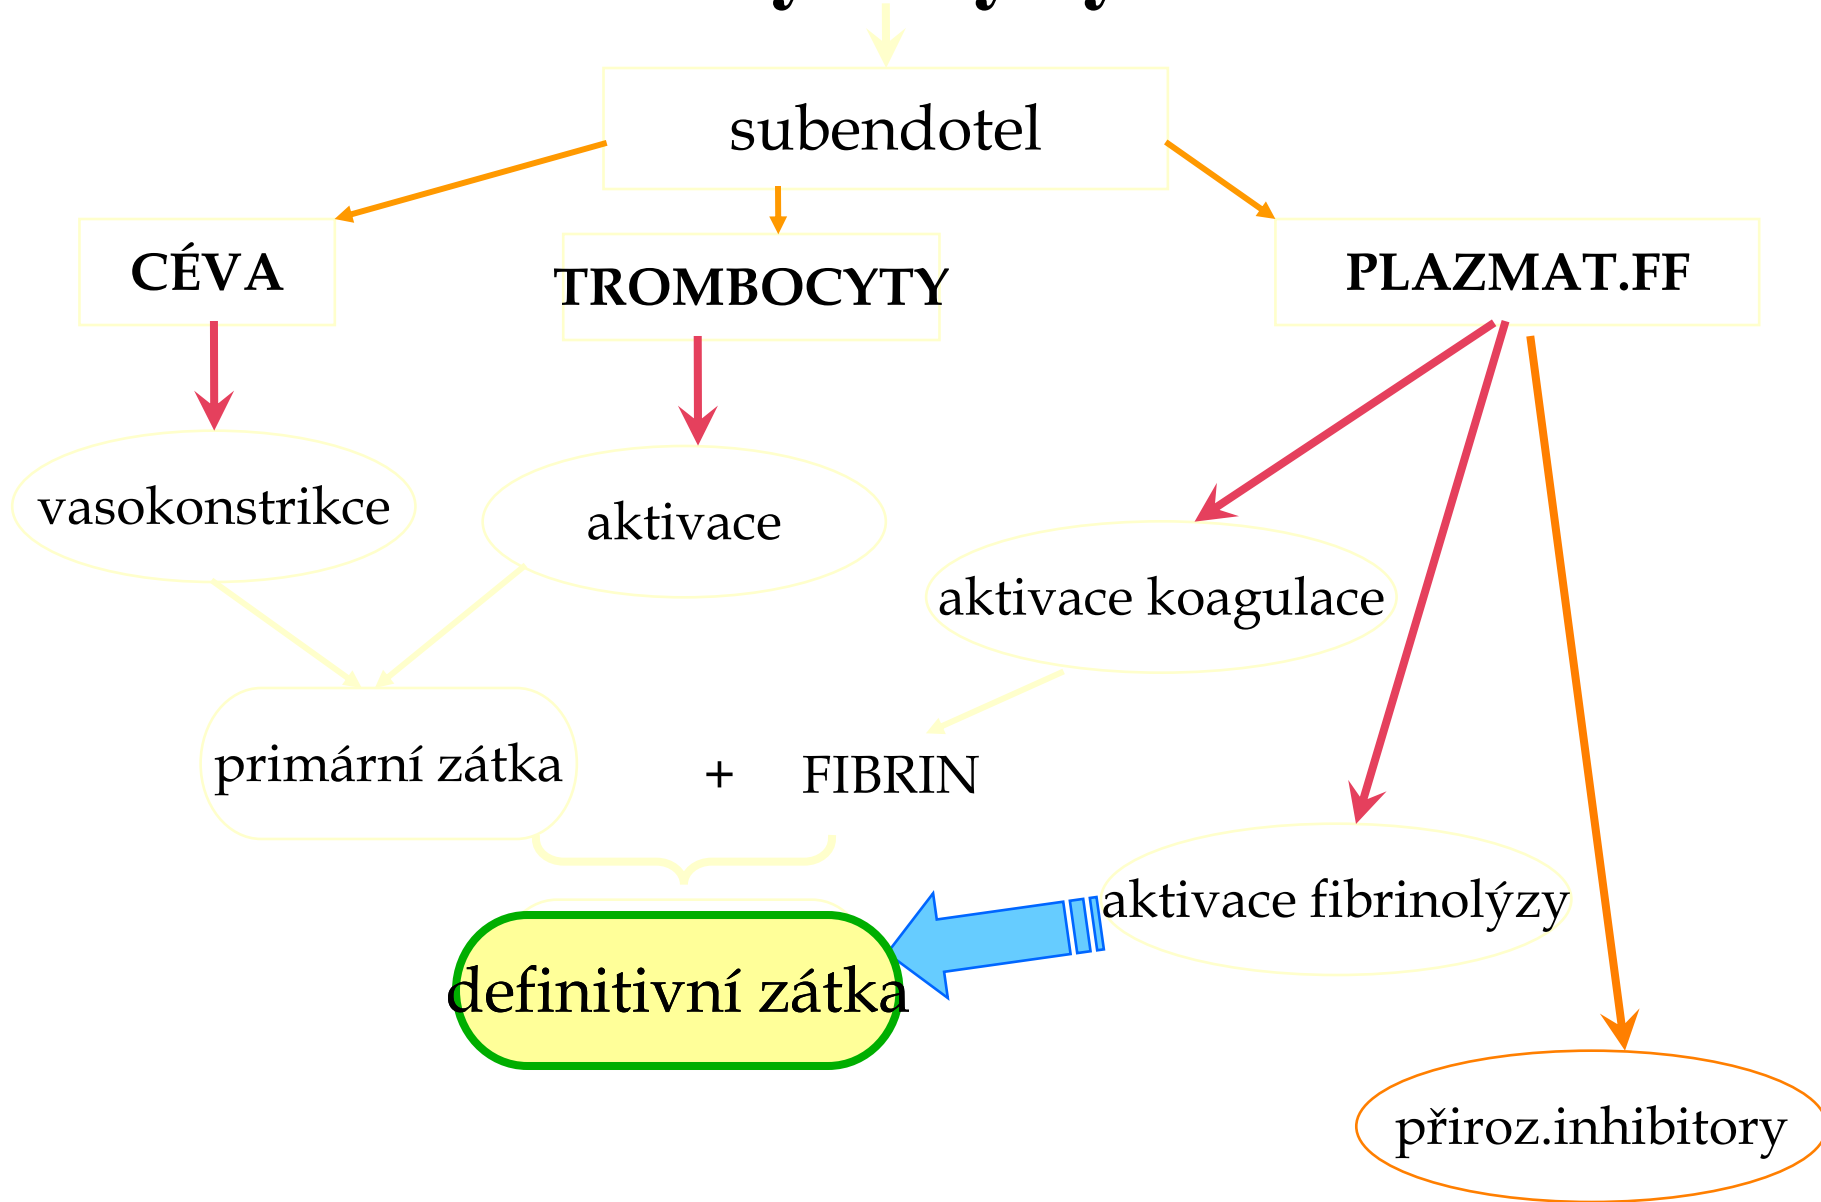 subendotel
CÉVA
TROMBOCYTY
PLAZMAT.FF
vasokonstrikce
aktivace
aktivace koagulace
primární zátka
+
FIBRIN
aktivace fibrinolýzy
definitivní zátka
přiroz.inhibitory